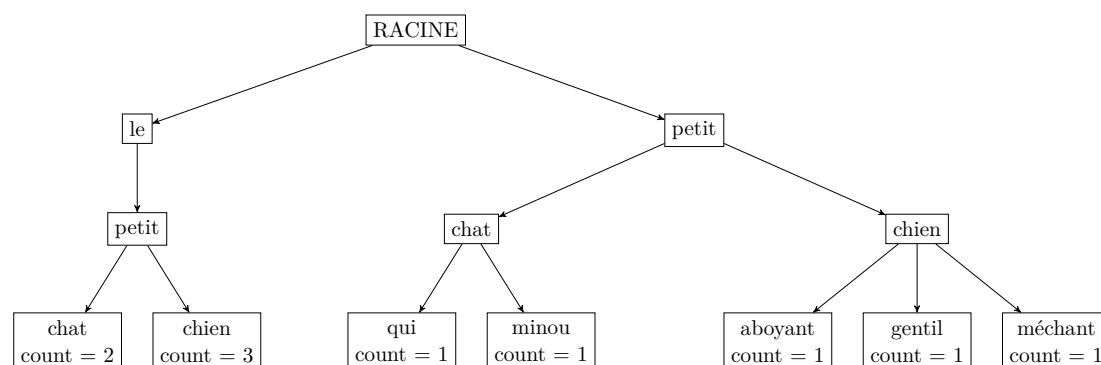 RACINE
le
petit
petit
chat
chien
chat
count = 2
chien
count = 3
qui
count = 1
minou
count = 1
aboyant
count = 1
gentil
count = 1
méchant
count = 1